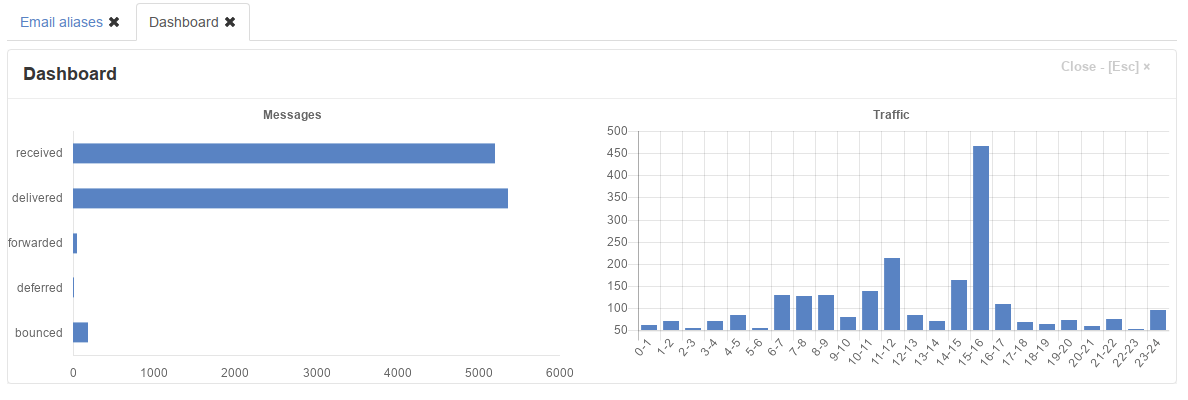 Email aliases ✖ Dashboard ✖
Dashboard
Close - [Esc] ×
Messages
received
delivered
forwarded
deferred
bounced
0 1000 2000 3000 4000 5000 6000
Traffic
500
450
400
350
300
250
200
150
100
50
0-1 1-2 2-3 3-4 4-5 5-6 6-7 7-8 8-9 9-10 10-11 11-12 12-13 13-14 14-15 15-16 16-17 17-18 18-19 19-20 20-21 21-22 22-23 23-24